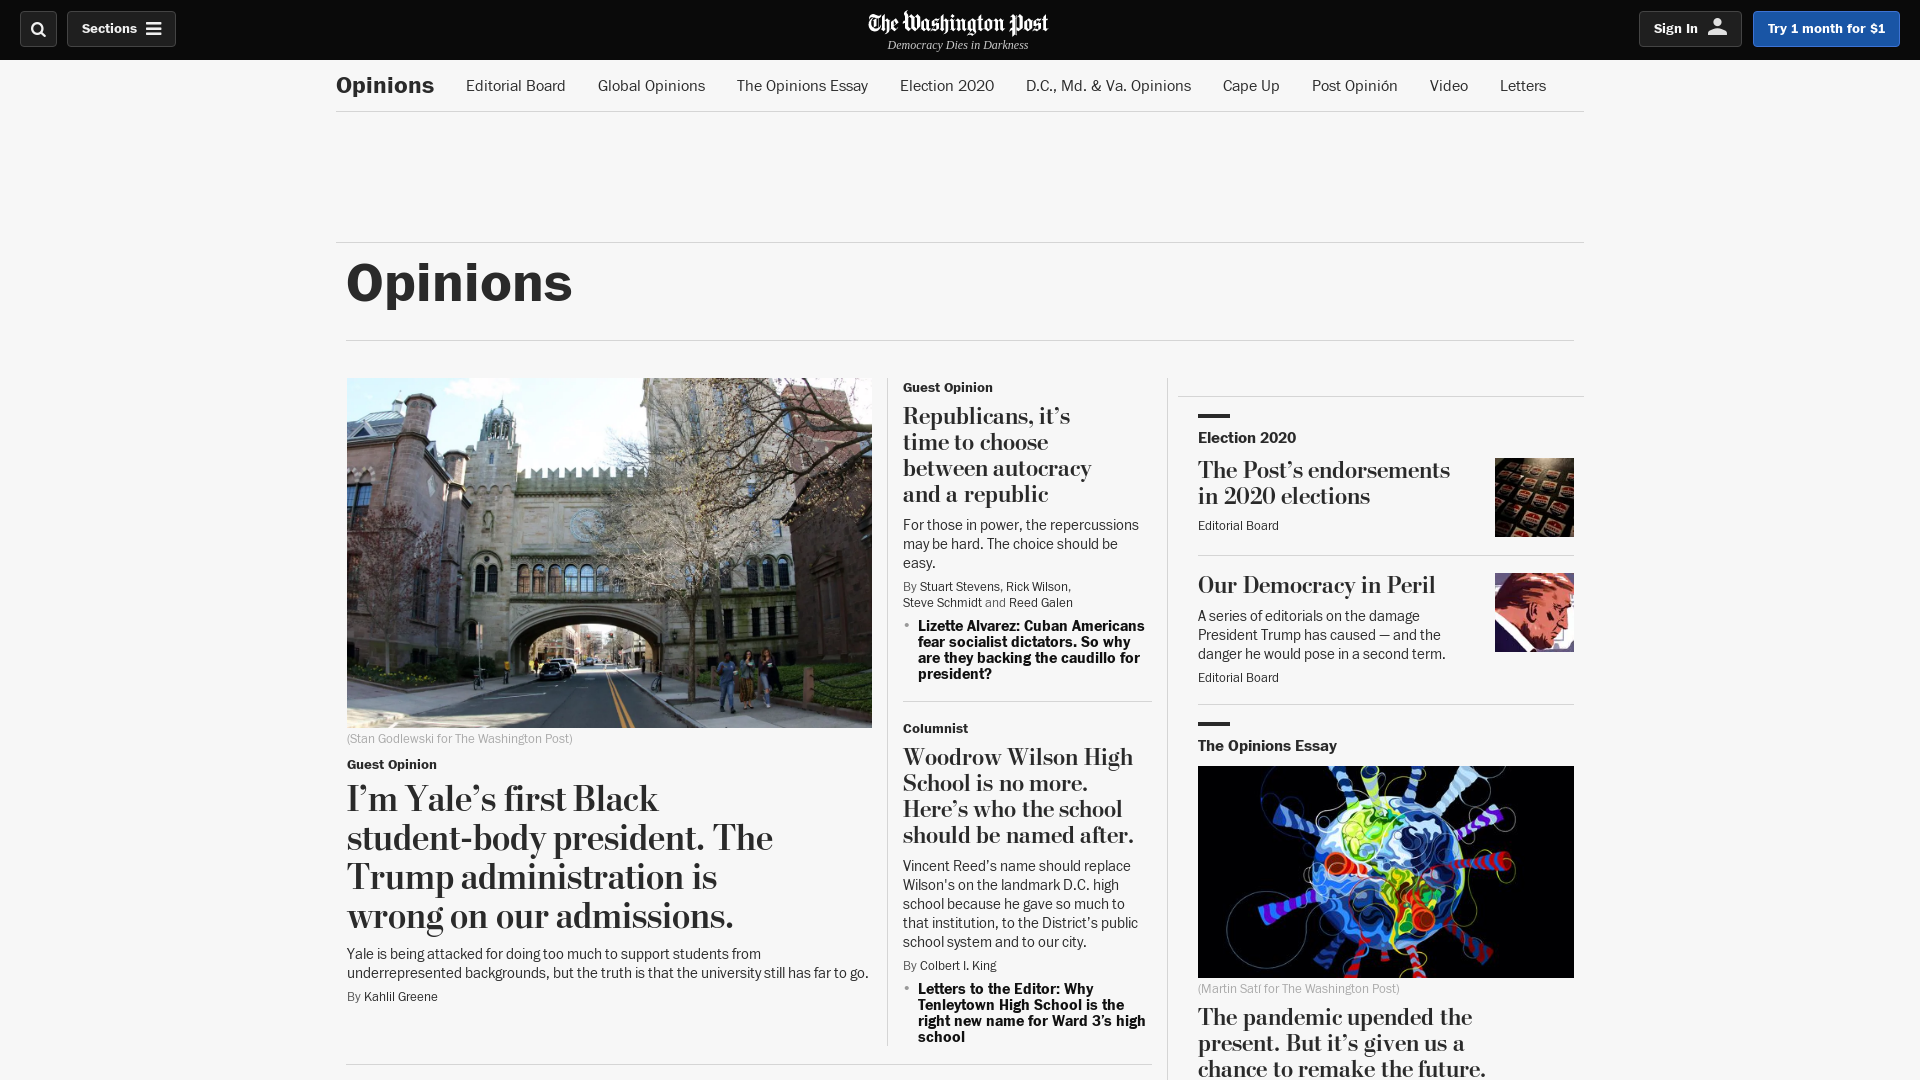 Sections
The Washington Post
Democracy Dies in Darkness
Sign In
Try 1 month for $1
Opinions
Editorial Board
Global Opinions
The Opinions Essay
Election 2020
D.C., Md. & Va. Opinions
Cape Up
Post Opinión
Video
Letters
Opinions
(Stan Godlewski for The Washington Post)
Guest Opinion
I’m Yale’s first Black
student-body president. The
Trump administration is
wrong on our admissions.
Yale is being attacked for doing too much to support students from
underrepresented backgrounds, but the truth is that the university still has far to go.
By Kahlil Greene
Guest Opinion
Republicans, it’s
time to choose
between autocracy
and a republic
For those in power, the repercussions
may be hard. The choice should be
easy.
By Stuart Stevens, Rick Wilson,
Steve Schmidt and Reed Galen
• Lizette Alvarez: Cuban Americans
fear socialist dictators. So why
are they backing the caudillo for
president?
Columnist
Woodrow Wilson High
School is no more.
Here’s who the school
should be named after.
Vincent Reed’s name should replace
Wilson's on the landmark D.C. high
school because he gave so much to
that institution, to the District’s public
school system and to our city.
By Colbert I. King
• Letters to the Editor: Why
Tenleytown High School is the
right new name for Ward 3’s high
school
Election 2020
The Post’s endorsements
in 2020 elections
Editorial Board
Our Democracy in Peril
A series of editorials on the damage
President Trump has caused — and the
danger he would pose in a second term.
Editorial Board
The Opinions Essay
(Martin Satí for The Washington Post)
The pandemic upended the
present. But it’s given us a
chance to remake the future.